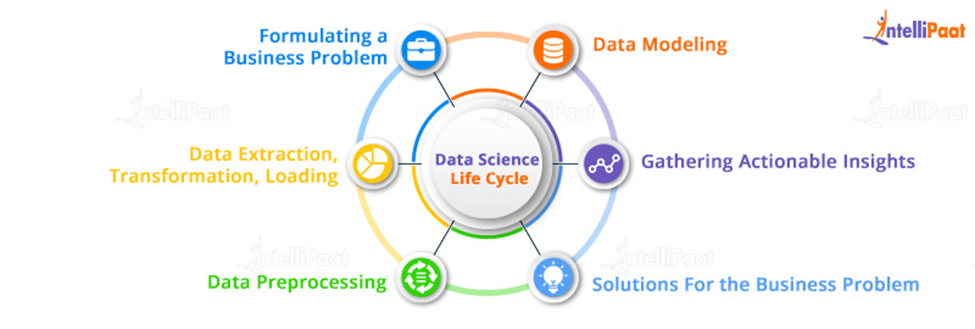 Formulating a
Business Problem
Data Modeling
IntelliPaat
IntelliPaat
IntelliPaat
IntelliPaat
Data Extraction,
Transformation, Loading
Data Science
Life Cycle
Gathering Actionable Insights
IntelliPaat
IntelliPaat
Data Preprocessing
Solutions For the Business Problem